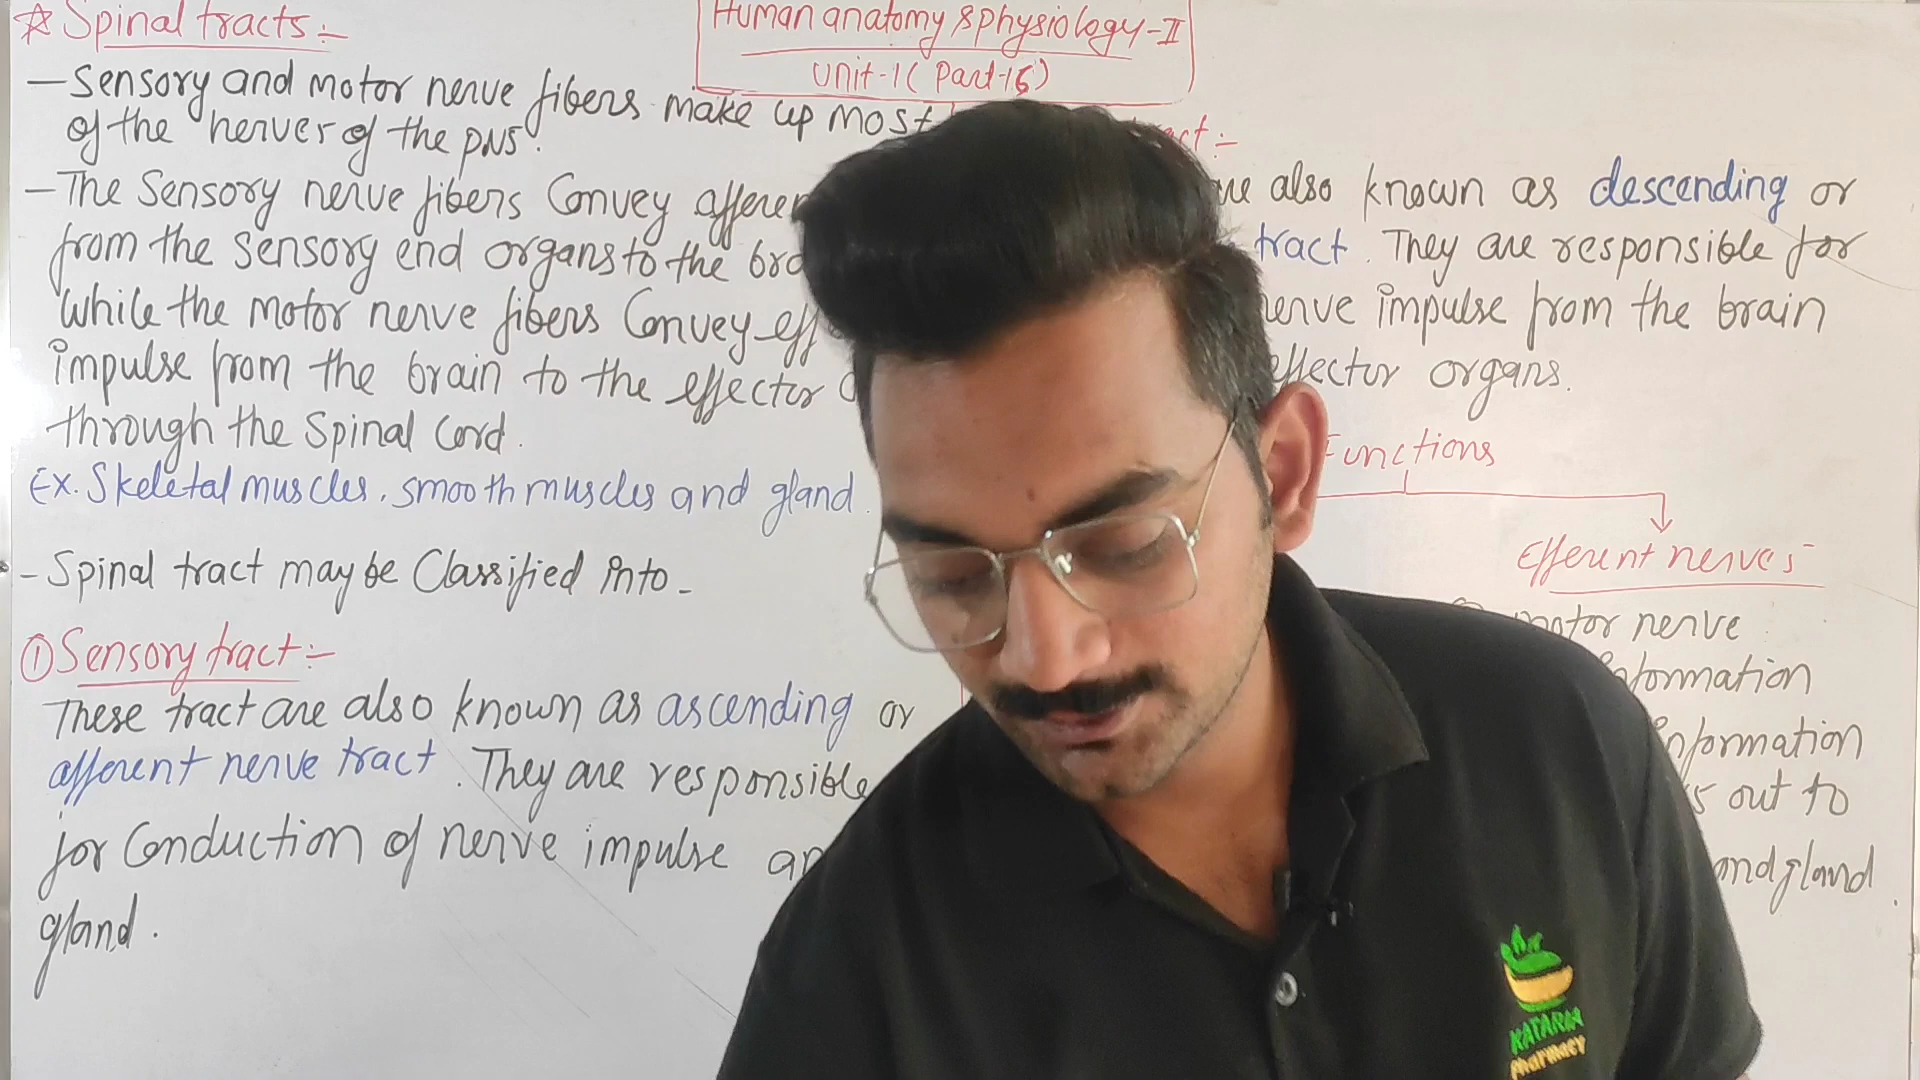 ☆ Spinal tracts:-
- Sensory and motor nerve fibers make up most
of the nerves of the PNS.
- The Sensory nerve fibers Convey
from the sensory end organs to the
While the motor nerve fibers Convey
impulse from the brain to the effector
through the Spinal Cord.
Ex. Skeletal muscles, smooth muscles and gland.
- Spinal tract may be Classified into -
① Sensory tract:-
These tract are also known as ascending or
afferent nerve tract. They are responsible
for Conduction of nerve impulse
gland.
Human anatomy & physiology-II
Unit-1 ( Part-15)
also known as descending or
tract. They are responsible for
nerve impulse from the brain
effector organs.
Functions
Efferent nerves-
motor nerve
information
information
out to
and gland.
KATARIA
Pharmacy